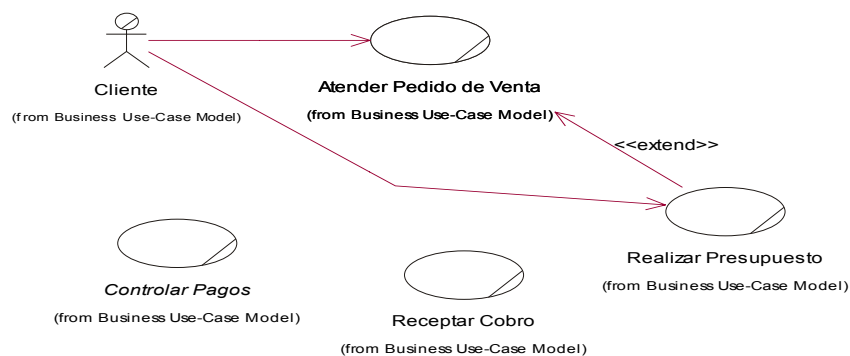 Cliente
(from Business Use-Case Model)
Atender Pedido de Venta
(from Business Use-Case Model)
<<extend>>
Realizar Presupuesto
(from Business Use-Case Model)
Controlar Pagos
(from Business Use-Case Model)
Receptar Cobro
(from Business Use-Case Model)